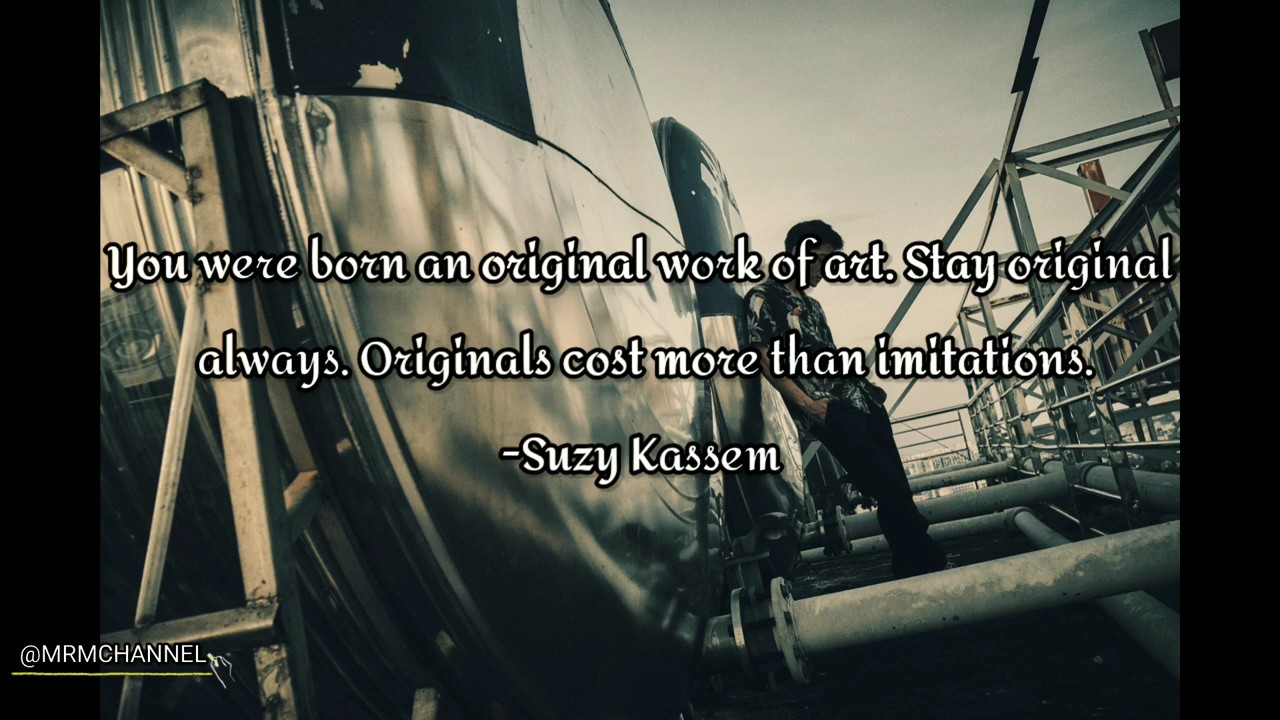 You were born an original work of art. Stay original
always. Originals cost more than imitations.
-Suzy Kassem
@MRMCHANNEL